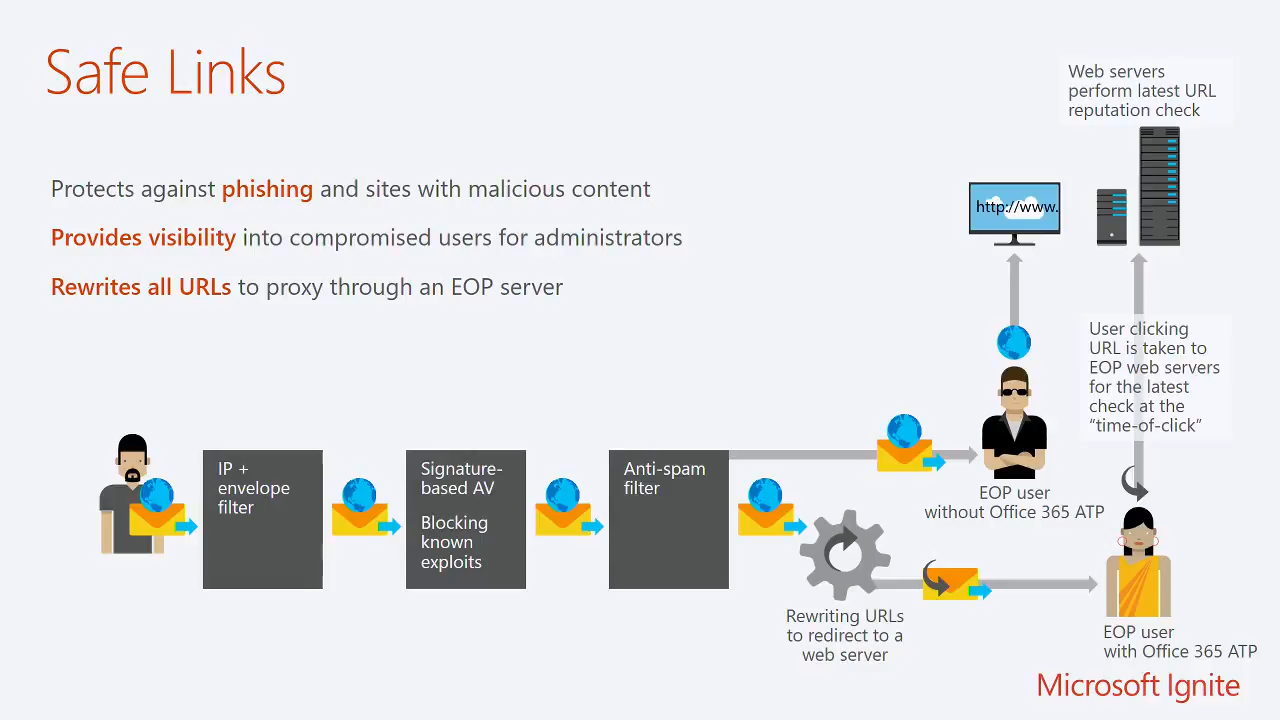 Safe Links
Protects against phishing and sites with malicious content
Provides visibility into compromised users for administrators
Rewrites all URLs to proxy through an EOP server
Web servers
perform latest URL
reputation check
http://www.
User clicking
URL is taken to
EOP web servers
for the latest
check at the
“time-of-click”
IP +
envelope
filter
Signature-
based AV
Blocking
known
exploits
Anti-spam
filter
EOP user
without Office 365 ATP
Rewriting URLs
to redirect to a
web server
EOP user
with Office 365 ATP
Microsoft Ignite